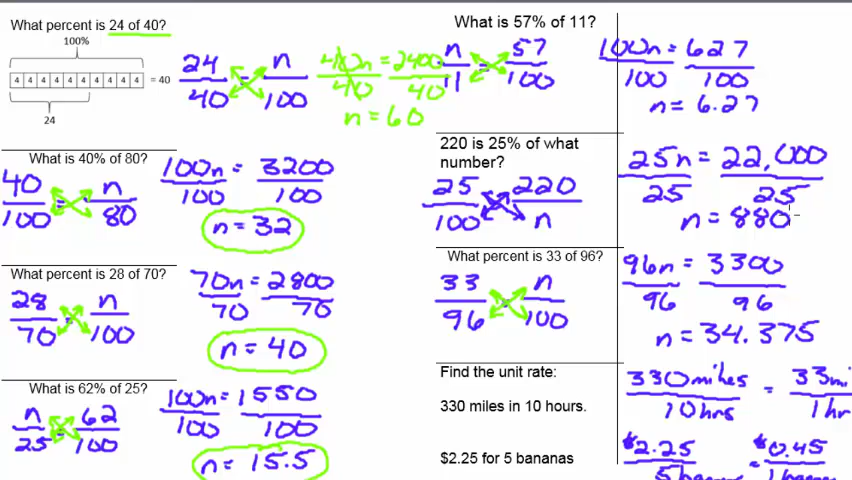 What percent is 24 of 40?
100%
4 4 4 4 4 4 4 4 4 4 = 40
24
24/40 = n/100
400n/40 = 2400/40
n = 60
What is 40% of 80?
40/100 = n/80
100n/100 = 3200/100
n = 32
What percent is 28 of 70?
28/70 = n/100
70n/70 = 2800/70
n = 40
What is 62% of 25?
n/25 = 62/100
100n/100 = 1550/100
n = 15.5
What is 57% of 11?
n/11 = 57/100
100n/100 = 627/100
n = 6.27
220 is 25% of what
number?
25/100 = 220/n
25n/25 = 22,000/25
n = 880
What percent is 33 of 96?
33/96 = n/100
96n/96 = 3300/96
n = 34.375
Find the unit rate:
330 miles in 10 hours.
330 miles/10 hrs = 33 mi/1 hr
$2.25 for 5 bananas
$2.25/5 = $0.45/1